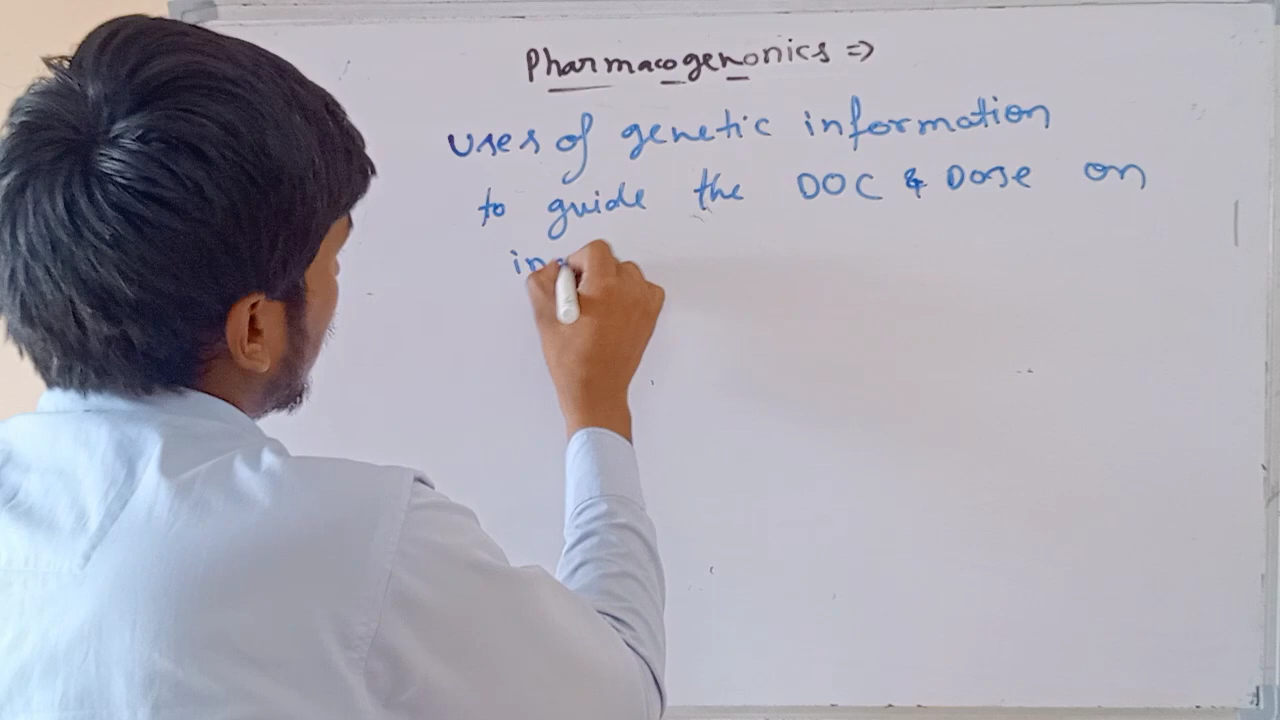 Pharmacogenonics =>
uses of genetic information
to guide the DOC & Dose on